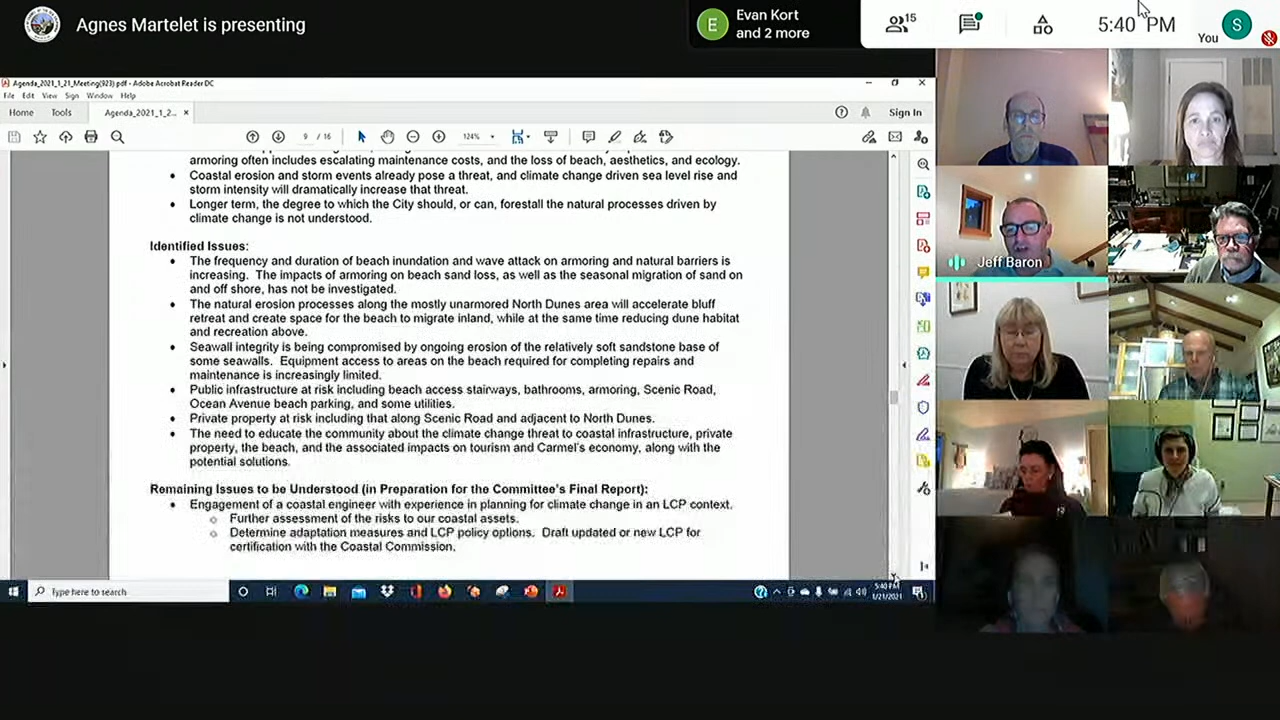 Agnes Martelet is presenting
E
Evan Kort
and 2 more
15
5:40 PM
You
S
Agenda_2021_1_21_Meeting(923).pdf - Adobe Acrobat Reader DC
File Edit View Sign Window Help
Home Tools Agenda_2021_1_2... × Sign In
9 / 16
124%
armoring often includes escalating maintenance costs, and the loss of beach, aesthetics, and ecology.
• Coastal erosion and storm events already pose a threat, and climate change driven sea level rise and
storm intensity will dramatically increase that threat.
• Longer term, the degree to which the City should, or can, forestall the natural processes driven by
climate change is not understood.
Identified Issues:
• The frequency and duration of beach inundation and wave attack on armoring and natural barriers is
increasing. The impacts of armoring on beach sand loss, as well as the seasonal migration of sand on
and off shore, has not be investigated.
• The natural erosion processes along the mostly unarmored North Dunes area will accelerate bluff
retreat and create space for the beach to migrate inland, while at the same time reducing dune habitat
and recreation above.
• Seawall integrity is being compromised by ongoing erosion of the relatively soft sandstone base of
some seawalls. Equipment access to areas on the beach required for completing repairs and
maintenance is increasingly limited.
• Public infrastructure at risk including beach access stairways, bathrooms, armoring, Scenic Road,
Ocean Avenue beach parking, and some utilities.
• Private property at risk including that along Scenic Road and adjacent to North Dunes.
• The need to educate the community about the climate change threat to coastal infrastructure, private
property, the beach, and the associated impacts on tourism and Carmel's economy, along with the
potential solutions.
Remaining Issues to be Understood (in Preparation for the Committee's Final Report):
• Engagement of a coastal engineer with experience in planning for climate change in an LCP context.
○ Further assessment of the risks to our coastal assets.
○ Determine adaptation measures and LCP policy options. Draft updated or new LCP for
certification with the Coastal Commission.
Jeff Baron
Type here to search
5:40 PM
1/21/2021